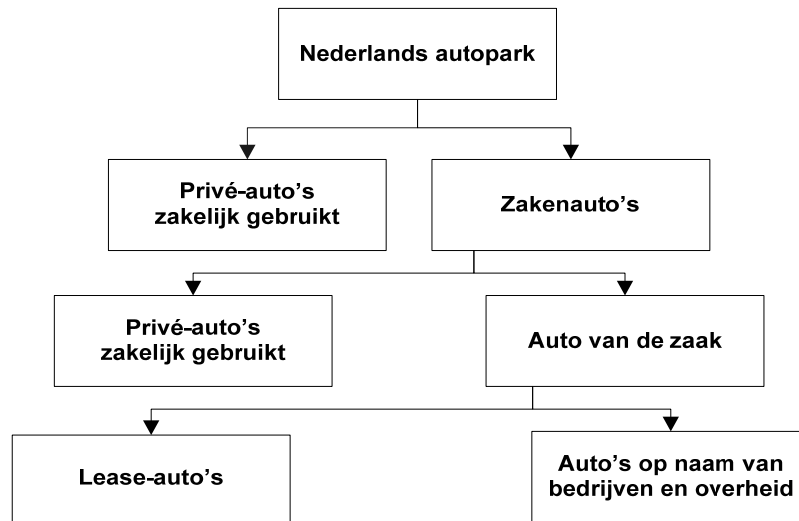 Nederlands autopark
Privé-auto’s
zakelijk gebruikt
Zakenauto’s
Privé-auto’s
zakelijk gebruikt
Auto van de zaak
Lease-auto’s
Auto’s op naam van
bedrijven en overheid